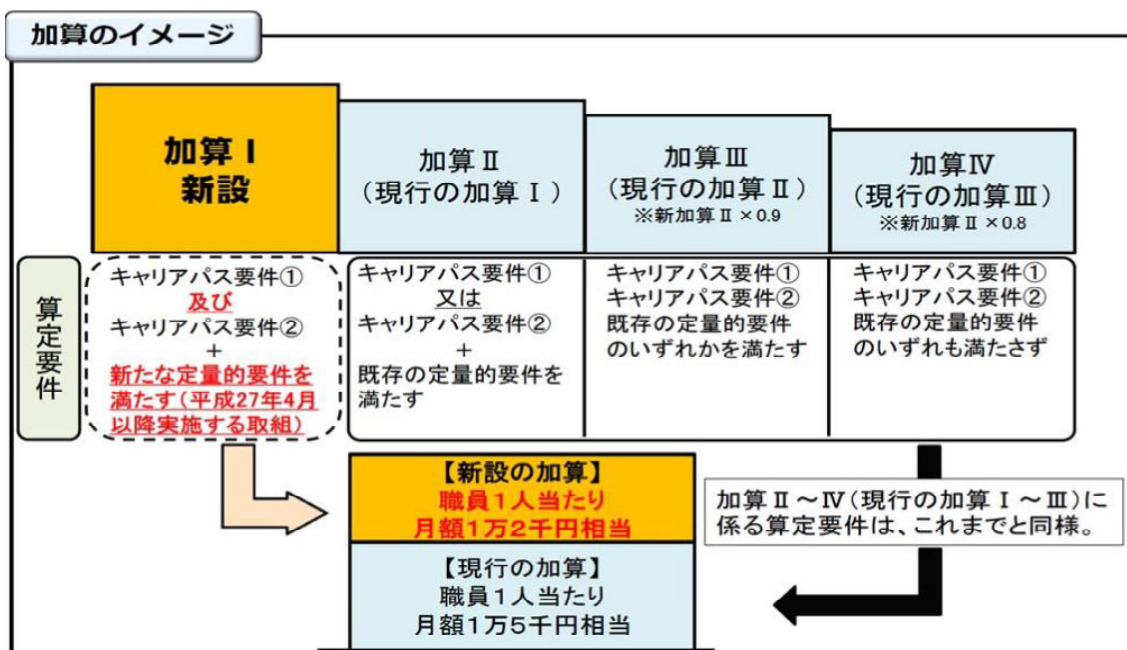 加算のイメージ
加算Ⅰ
新設
加算Ⅱ
(現行の加算Ⅰ)
加算Ⅲ
(現行の加算Ⅱ)
※新加算Ⅱ×0.9
加算Ⅳ
(現行の加算Ⅲ)
※新加算Ⅱ×0.8
算定要件
キャリアパス要件①
及び
キャリアパス要件②
+
新たな定量的要件を
満たす(平成27年4月
以降実施する取組)
キャリアパス要件①
又は
キャリアパス要件②
+
既存の定量的要件を
満たす
キャリアパス要件①
キャリアパス要件②
既存の定量的要件
のいずれかを満たす
キャリアパス要件①
キャリアパス要件②
既存の定量的要件
のいずれも満たさず
【新設の加算】
職員1人当たり
月額1万2千円相当
【現行の加算】
職員1人当たり
月額1万5千円相当
加算Ⅱ~Ⅳ(現行の加算Ⅰ~Ⅲ)に
係る算定要件は、これまでと同様。